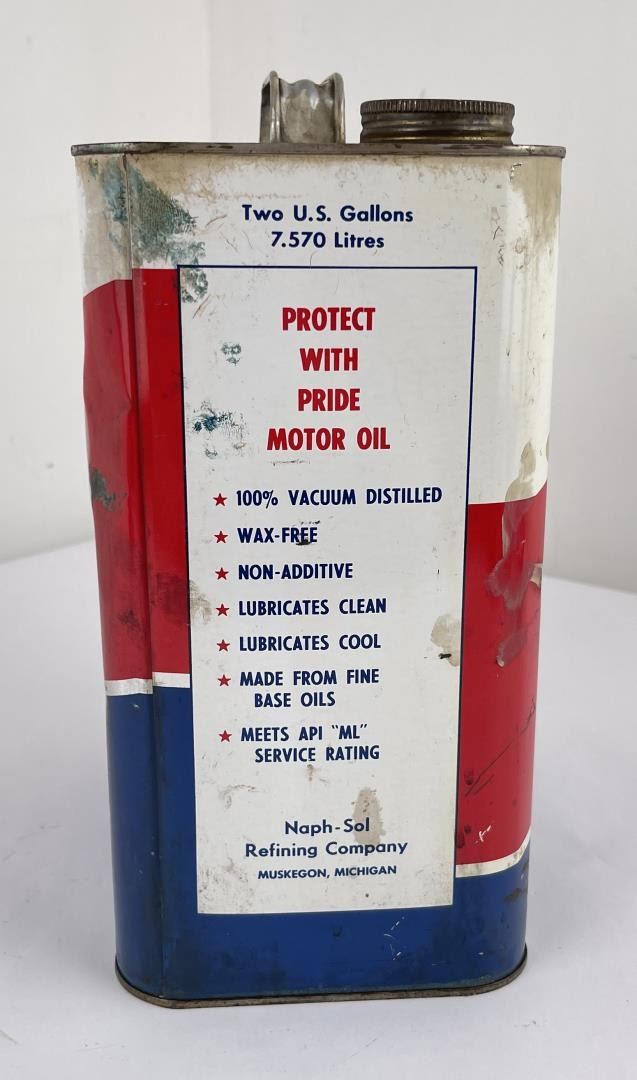 Two U.S. Gallons
7.570 Litres
PROTECT
WITH
PRIDE
MOTOR OIL
★ 100% VACUUM DISTILLED
★ WAX-FREE
★ NON-ADDITIVE
★ LUBRICATES CLEAN
★ LUBRICATES COOL
★ MADE FROM FINE
BASE OILS
★ MEETS API "ML"
SERVICE RATING
Naph-Sol
Refining Company
MUSKEGON, MICHIGAN